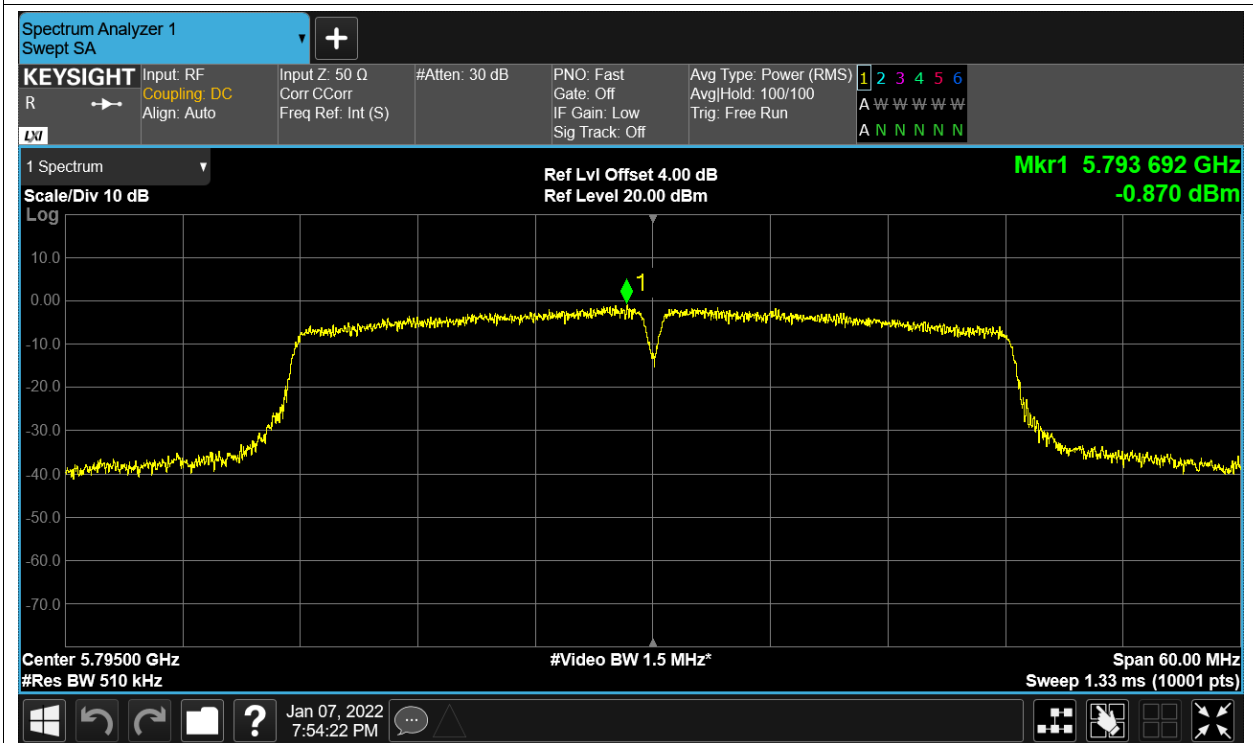 Spectrum Analyzer 1
Swept SA
+
KEYSIGHT
R
LXI
Input: RF
Coupling: DC
Align: Auto
Input Z: 50 Ω
Corr CCorr
Freq Ref: Int (S)
#Atten: 30 dB
PNO: Fast
Gate: Off
IF Gain: Low
Sig Track: Off
Avg Type: Power (RMS)
Avg|Hold: 100/100
Trig: Free Run
1 2 3 4 5 6
A W W W W W
A N N N N N
1 Spectrum
Scale/Div 10 dB
Log
Ref Lvl Offset 4.00 dB
Ref Level 20.00 dBm
Mkr1 5.793 692 GHz
-0.870 dBm
1
10.0
0.00
-10.0
-20.0
-30.0
-40.0
-50.0
-60.0
-70.0
Center 5.79500 GHz
#Res BW 510 kHz
#Video BW 1.5 MHz*
Span 60.00 MHz
Sweep 1.33 ms (10001 pts)
?
Jan 07, 2022
7:54:22 PM